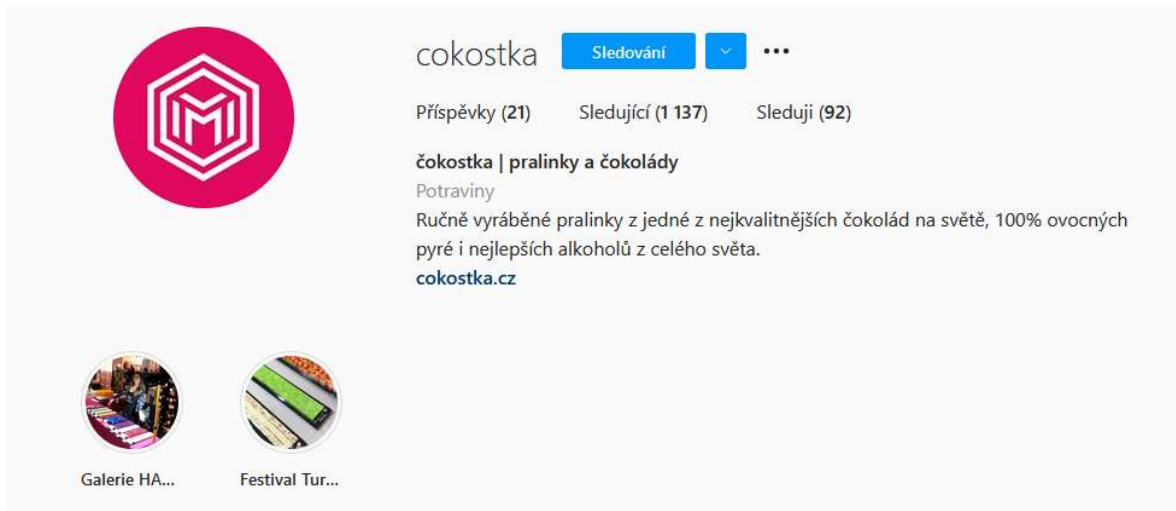 cokostka Sledování
Příspěvky (21) Sledující (1 137) Sleduji (92)
čokostka | pralinky a čokolády
Potraviny
Ručně vyráběné pralinky z jedné z nejkvalitnějších čokolád na světě, 100% ovocných
pyré i nejlepších alkoholů z celého světa.
cokostka.cz
Galerie HA... Festival Tur...